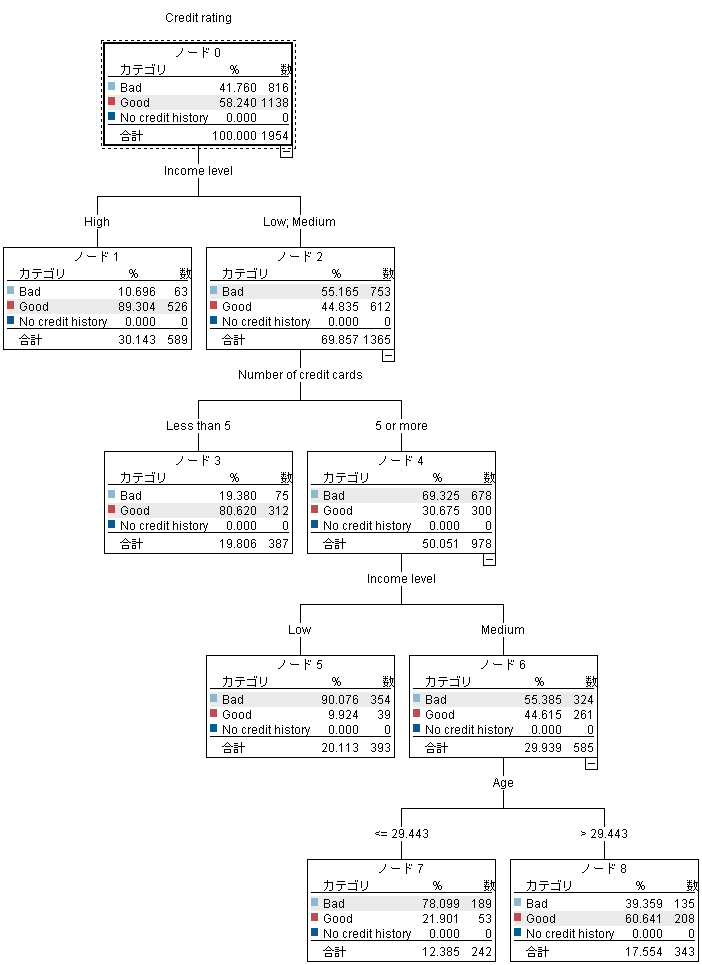 Credit rating
ノード 0
カテゴリ % 数
Bad 41.760 816
Good 58.240 1138
No credit history 0.000 0
合計 100.000 1954
Income level
High
Low; Medium
ノード 1
カテゴリ % 数
Bad 10.696 63
Good 89.304 526
No credit history 0.000 0
合計 30.143 589
ノード 2
カテゴリ % 数
Bad 55.165 753
Good 44.835 612
No credit history 0.000 0
合計 69.857 1365
Number of credit cards
Less than 5
5 or more
ノード 3
カテゴリ % 数
Bad 19.380 75
Good 80.620 312
No credit history 0.000 0
合計 19.806 387
ノード 4
カテゴリ % 数
Bad 69.325 678
Good 30.675 300
No credit history 0.000 0
合計 50.051 978
Income level
Low
Medium
ノード 5
カテゴリ % 数
Bad 90.076 354
Good 9.924 39
No credit history 0.000 0
合計 20.113 393
ノード 6
カテゴリ % 数
Bad 55.385 324
Good 44.615 261
No credit history 0.000 0
合計 29.939 585
Age
<= 29.443
> 29.443
ノード 7
カテゴリ % 数
Bad 78.099 189
Good 21.901 53
No credit history 0.000 0
合計 12.385 242
ノード 8
カテゴリ % 数
Bad 39.359 135
Good 60.641 208
No credit history 0.000 0
合計 17.554 343